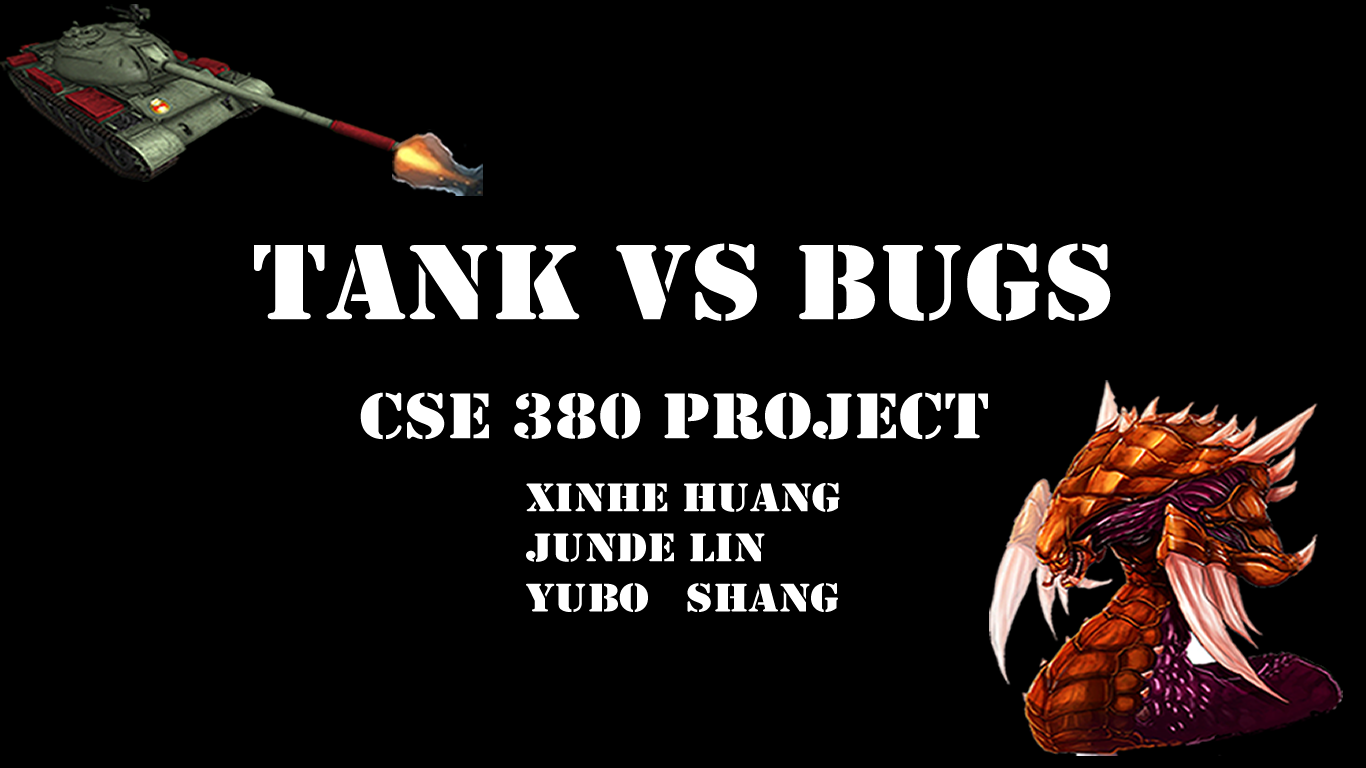 TANK VS BUGS
CSE 380 PROJECT
XINHE HUANG
JUNDE LIN
YUBO SHANG